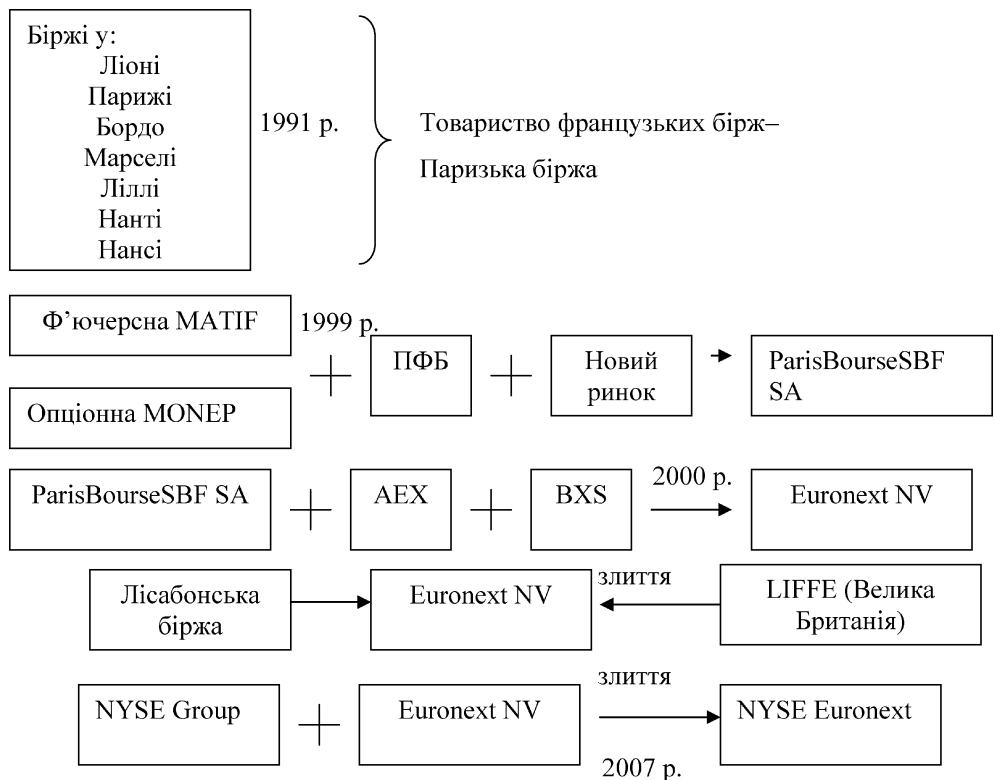 Біржі у:
Ліоні
Парижі
Бордо
Марселі
Ліллі
Нанті
Нансі
1991 р.
Товариство французьких бірж–
Паризька біржа
Ф’ючерсна MATIF
1999 р.
Опціонна MONEP
ПФБ
Новий
ринок
ParisBourseSBF
SA
ParisBourseSBF SA
AEX
BXS
2000 р.
Euronext NV
Лісабонська
біржа
Euronext NV
злиття
LIFFE (Велика
Британія)
NYSE Group
Euronext NV
злиття
2007 р.
NYSE Euronext